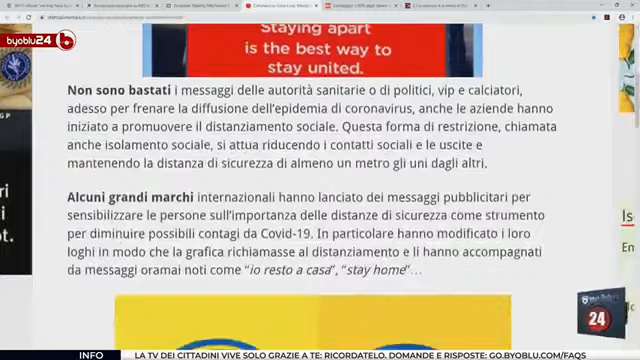 byoblu24
Staying apart
is the best way to
stay united.
Non sono bastati i messaggi delle autorità sanitarie o di politici, vip e calciatori,
adesso per frenare la diffusione dell'epidemia di coronavirus, anche le aziende hanno
iniziato a promuovere il distanziamento sociale. Questa forma di restrizione, chiamata
anche isolamento sociale, si attua riducendo i contatti sociali e le uscite e
mantenendo la distanza di sicurezza di almeno un metro gli uni dagli altri.
Alcuni grandi marchi internazionali hanno lanciato dei messaggi pubblicitari per
sensibilizzare le persone sull'importanza delle distanze di sicurezza come strumento
per diminuire possibili contagi da Covid-19. In particolare hanno modificato i loro
loghi in modo che la grafica richiamasse al distanziamento e li hanno accompagnati
da messaggi oramai noti come "io resto a casa", "stay home"...
24
INFO LA TV DEI CITTADINI VIVE SOLO GRAZIE A TE: RICORDATELO. DOMANDE E RISPOSTE: GO.BYOBLU.COM/FAQS